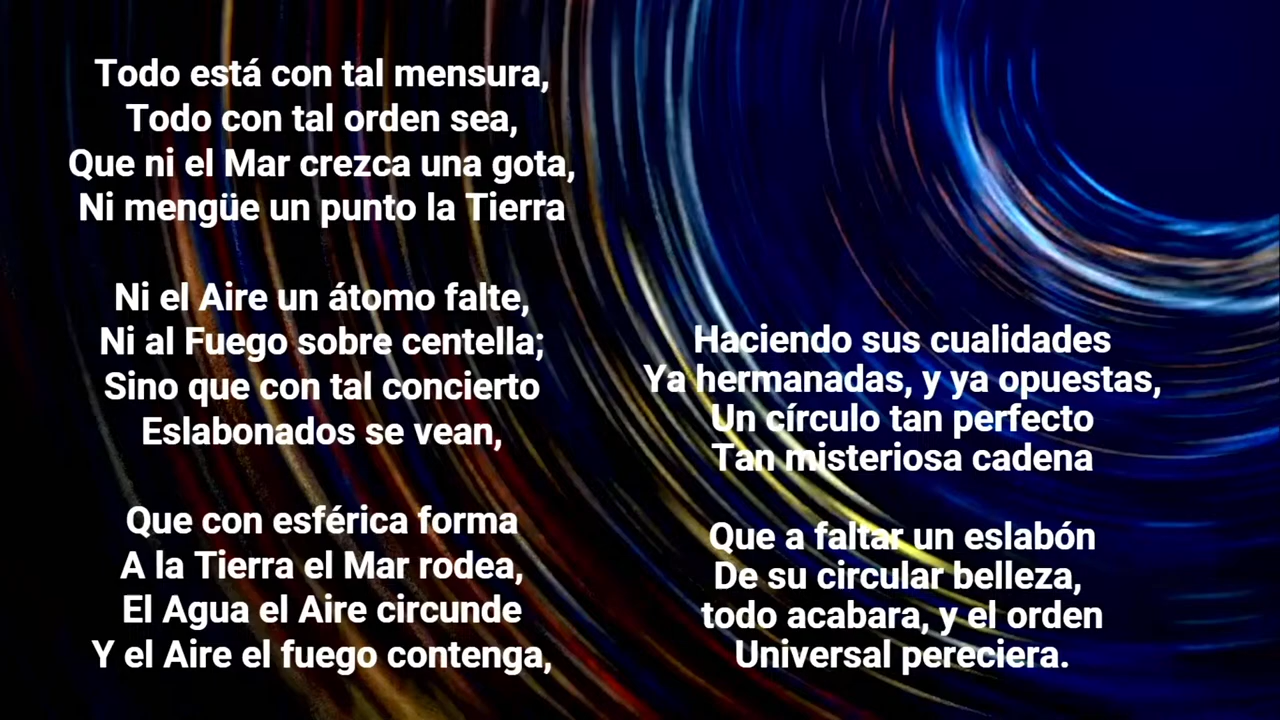 Todo está con tal mensura,
Todo con tal orden sea,
Que ni el Mar crezca una gota,
Ni mengüe un punto la Tierra
Ni el Aire un átomo falte,
Ni al Fuego sobre centella;
Sino que con tal concierto
Eslabonados se vean,
Que con esférica forma
A la Tierra el Mar rodea,
El Agua el Aire circunde
Y el Aire el fuego contenga,
Haciendo sus cualidades
Ya hermanadas, y ya opuestas,
Un círculo tan perfecto
Tan misteriosa cadena
Que a faltar un eslabón
De su circular belleza,
todo acabara, y el orden
Universal pereciera.